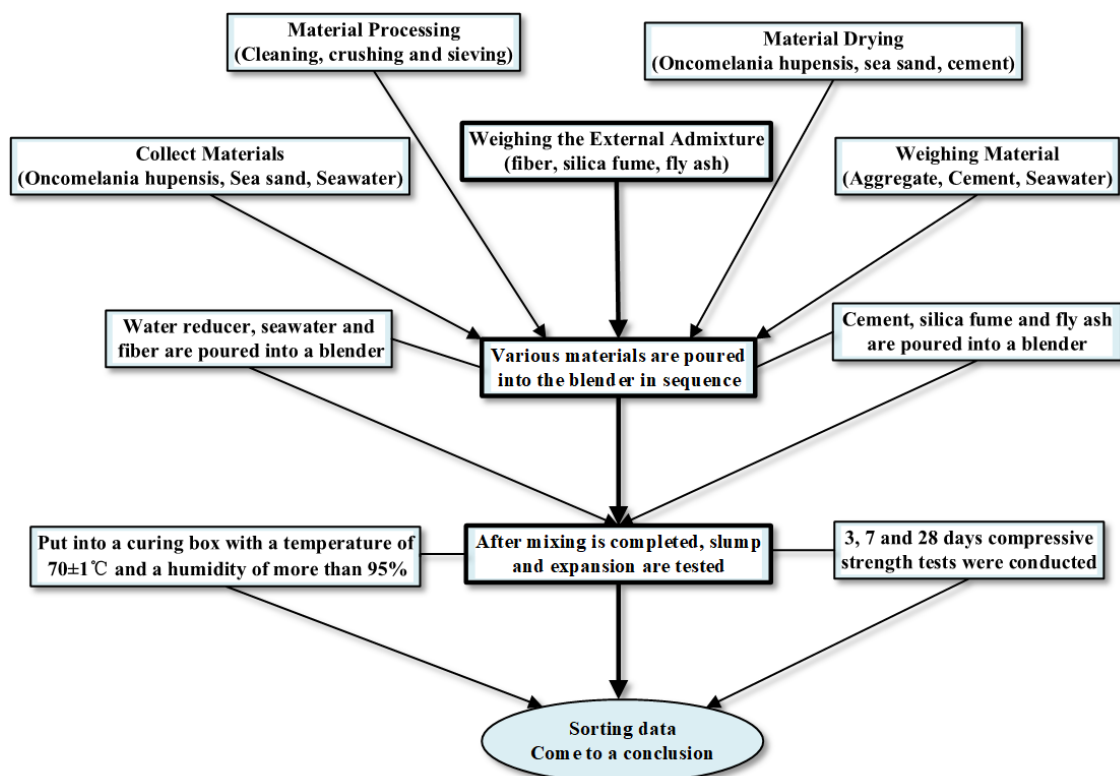 Material Processing
(Cleaning, crushing and sieving)
Material Drying
(Oncomelania hupensis, sea sand, cement)
Collect Materials
(Oncomelania hupensis, Sea sand, Seawater)
Weighing the External Admixture
(fiber, silica fume, fly ash)
Weighing Material
(Aggregate, Cement, Seawater)
Water reducer, seawater and
fiber are poured into a blender
Various materials are poured
into the blender in sequence
Cement, silica fume and fly ash
are poured into a blender
Put into a curing box with a temperature of
70±1℃ and a humidity of more than 95%
After mixing is completed, slump
and expansion are tested
3, 7 and 28 days compressive
strength tests were conducted
Sorting data
Come to a conclusion